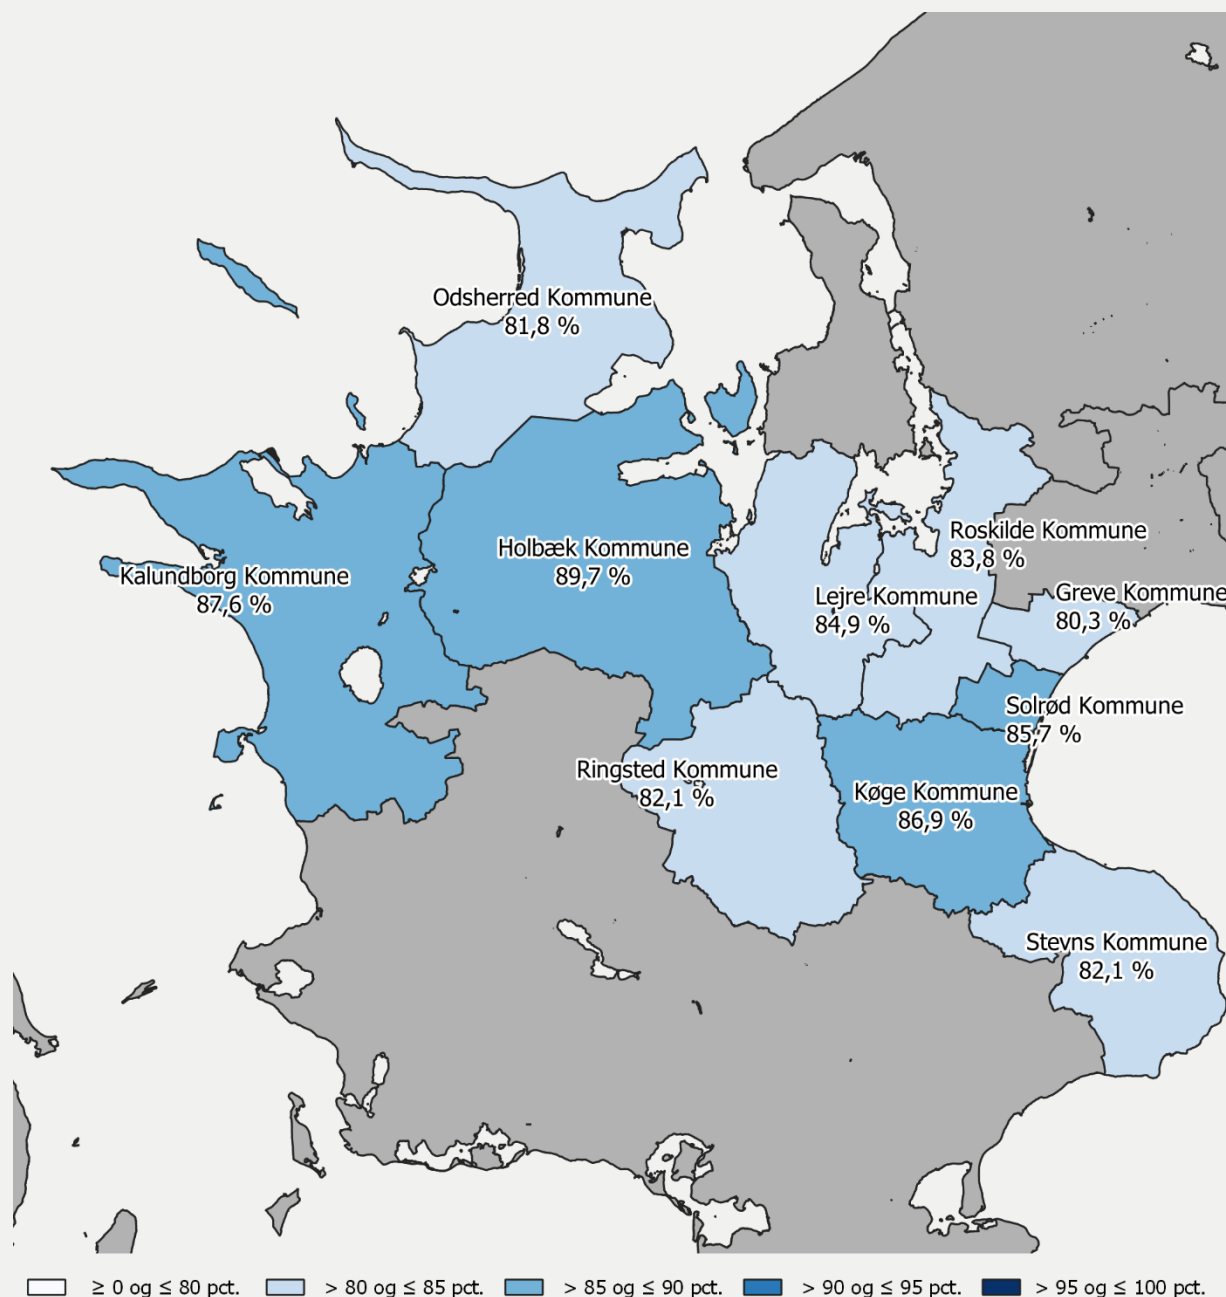 Odsherred Kommune
81,8 %
Roskilde Kommune
83,8 %
Holbæk Kommune
89,7 %
Kalundborg Kommune
87,6 %
Lejre Kommune
84,9 %
Greve Kommune
80,3 %
Solrød Kommune
85,7 %
Ringsted Kommune
82,1 %
Køge Kommune
86,9 %
Stevns Kommune
82,1 %
≥ 0 og ≤ 80 pct. > 80 og ≤ 85 pct. > 85 og ≤ 90 pct. > 90 og ≤ 95 pct. > 95 og ≤ 100 pct.